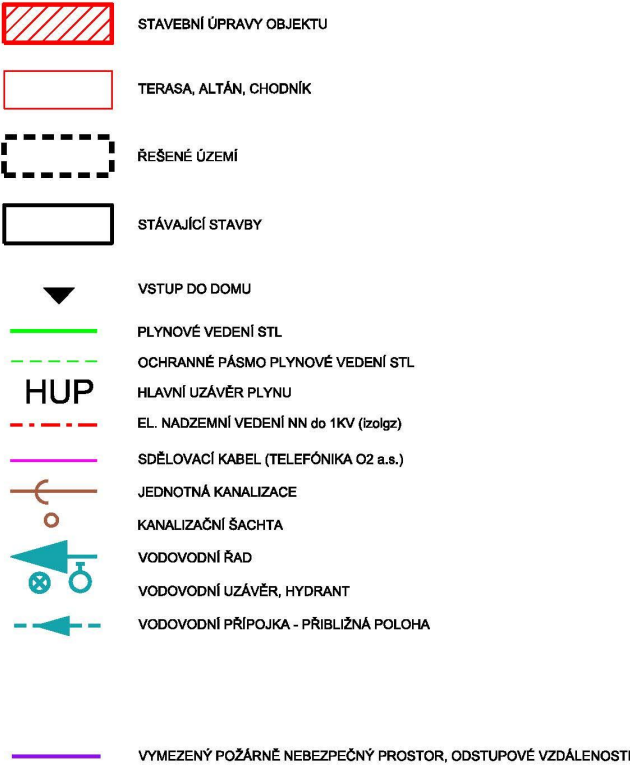 STAVEBNÍ ÚPRAVY OBJEKTU
TERASA, ALTÁN, CHODNÍK
ŘEŠENÉ ÚZEMÍ
STÁVAJÍCÍ STAVBY
VSTUP DO DOMU
PLYNOVÉ VEDENÍ STL
OCHRANNÉ PÁSMO PLYNOVÉ VEDENÍ STL
HUP HLAVNÍ UZÁVĚR PLYNU
EL. NADZEMNÍ VEDENÍ NN do 1KV (izolgz)
SDĚLOVACÍ KABEL (TELEFÓNIKA O2 a.s.)
JEDNOTNÁ KANALIZACE
KANALIZAČNÍ ŠACHTA
VODOVODNÍ ŘAD
VODOVODNÍ UZÁVĚR, HYDRANT
VODOVODNÍ PŘÍPOJKA - PŘIBLIŽNÁ POLOHA
VYMEZENÝ POŽÁRNĚ NEBEZPEČNÝ PROSTOR, ODSTUPOVÉ VZDÁLENOSTI